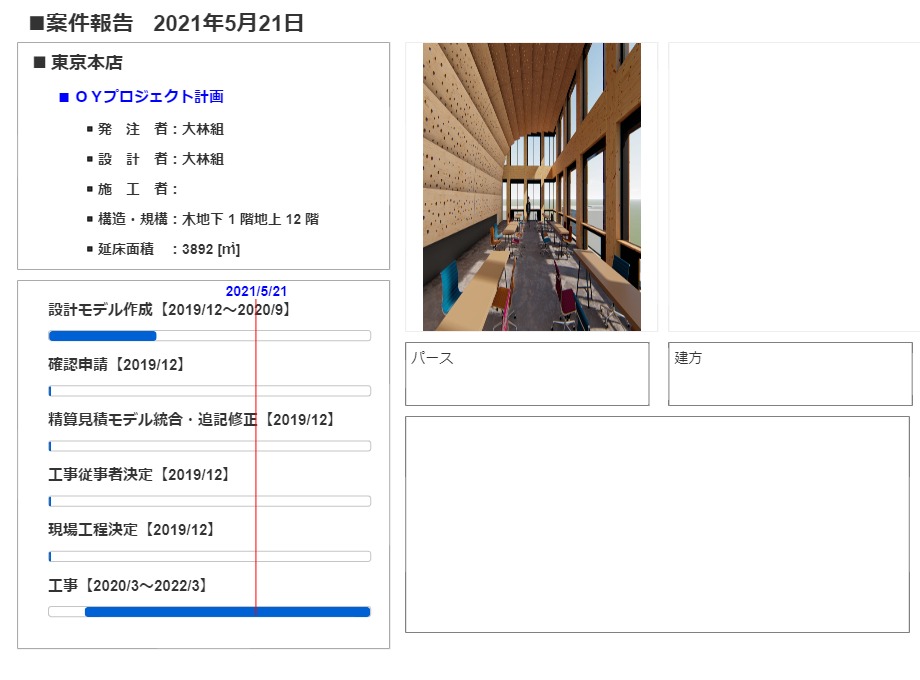 ■案件報告　2021年5月21日
■ 東京本店
■ ＯＹプロジェクト計画
▪ 発　注　者：大林組
▪ 設　計　者：大林組
▪ 施　工　者：
▪ 構造・規構：木地下 1 階地上 12 階
▪ 延床面積　：3892 [㎡]
2021/5/21
設計モデル作成【2019/12～2020/9】
確認申請【2019/12】
精算見積モデル統合・追記修正【2019/12】
工事従事者決定【2019/12】
現場工程決定【2019/12】
工事【2020/3～2022/3】
パース
建方